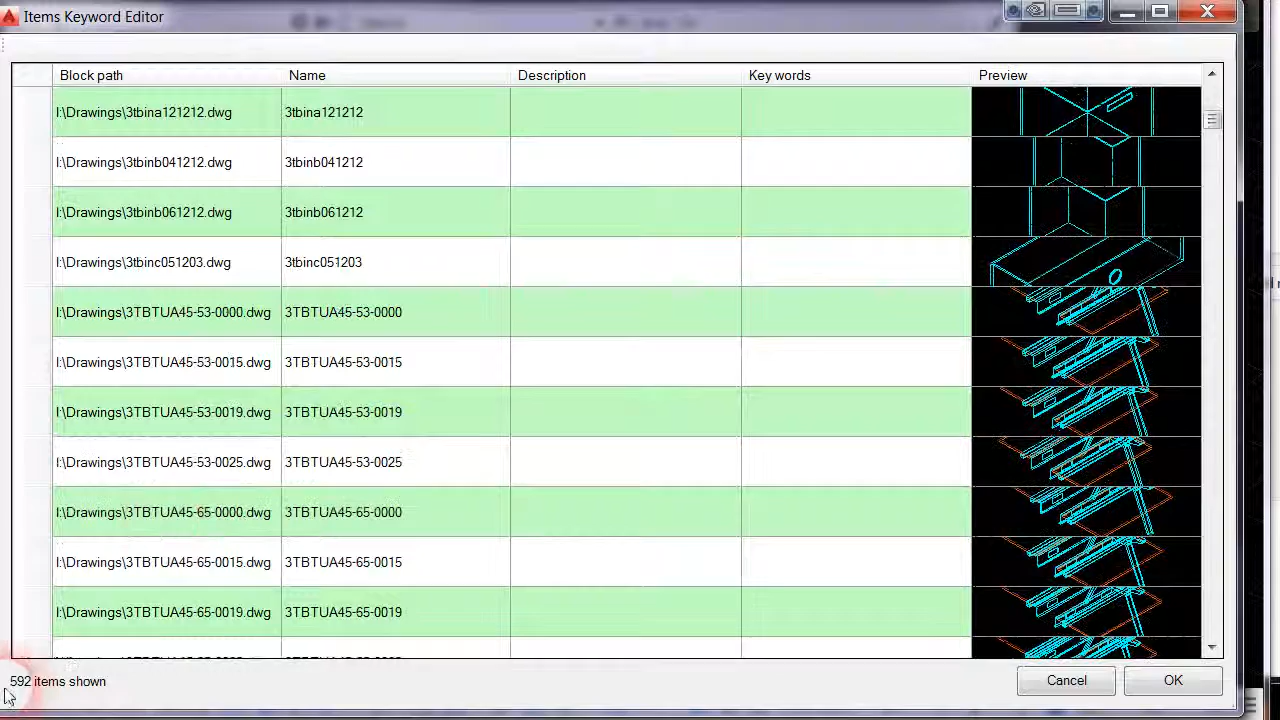 Items Keyword Editor
Block path Name Description Key words Preview
I:\Drawings\3tbina121212.dwg 3tbina121212
I:\Drawings\3tbinb041212.dwg 3tbinb041212
I:\Drawings\3tbinb061212.dwg 3tbinb061212
I:\Drawings\3tbinc051203.dwg 3tbinc051203
I:\Drawings\3TBTUA45-53-0000.dwg 3TBTUA45-53-0000
I:\Drawings\3TBTUA45-53-0015.dwg 3TBTUA45-53-0015
I:\Drawings\3TBTUA45-53-0019.dwg 3TBTUA45-53-0019
I:\Drawings\3TBTUA45-53-0025.dwg 3TBTUA45-53-0025
I:\Drawings\3TBTUA45-65-0000.dwg 3TBTUA45-65-0000
I:\Drawings\3TBTUA45-65-0015.dwg 3TBTUA45-65-0015
I:\Drawings\3TBTUA45-65-0019.dwg 3TBTUA45-65-0019
592 items shown Cancel OK